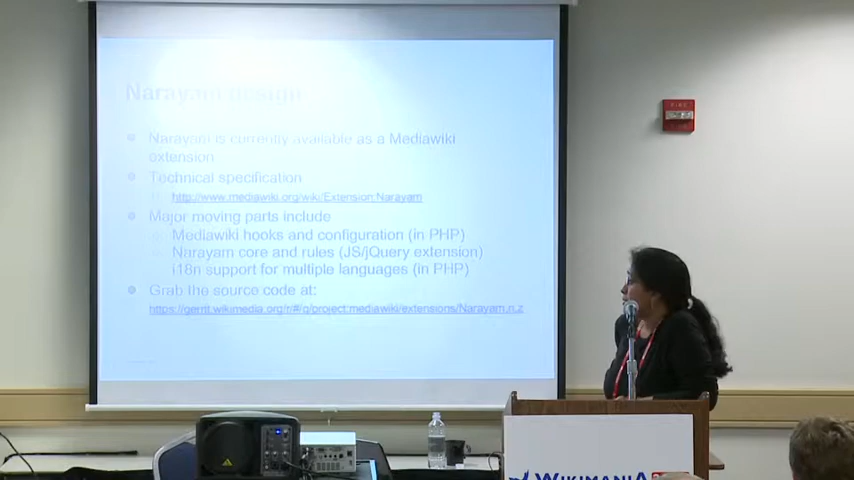 Narayam design
Narayam is currently available as a Mediawiki
extension
Technical specification
http://www.mediawiki.org/wiki/Extension:Narayam
Major moving parts include
Mediawiki hooks and configuration (in PHP)
Narayam core and rules (JS/jQuery extension)
i18n support for multiple languages (in PHP)
Grab the source code at:
https://gerrit.wikimedia.org/r/#/q/project:mediawiki/extensions/Narayam,n,z
FIRE
WIKIMANIA